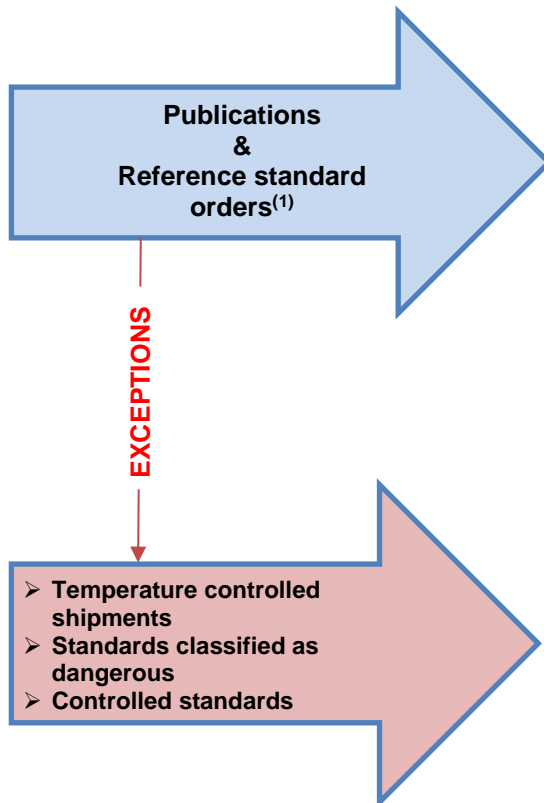 Publications
&
Reference standard
orders(1)
EXCEPTIONS
➢ Temperature controlled
shipments
➢ Standards classified as
dangerous
➢ Controlled standards